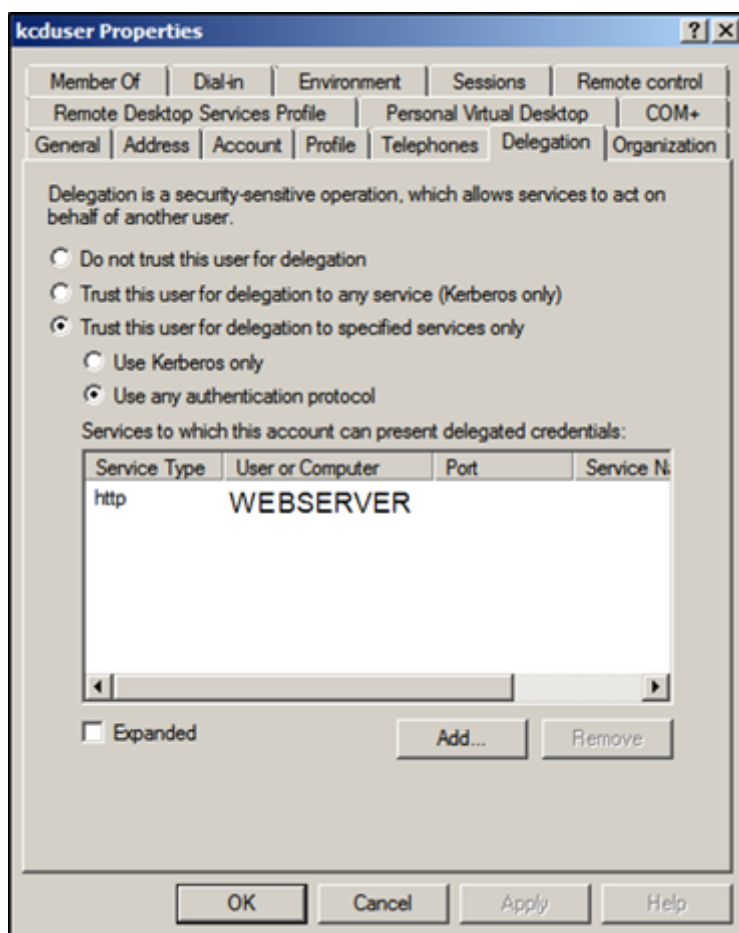 kcduser Properties
Member Of Dial-in Environment Sessions Remote control
Remote Desktop Services Profile Personal Virtual Desktop COM+
General Address Account Profile Telephones Delegation Organization
Delegation is a security-sensitive operation, which allows services to act on
behalf of another user.
Do not trust this user for delegation
Trust this user for delegation to any service (Kerberos only)
Trust this user for delegation to specified services only
Use Kerberos only
Use any authentication protocol
Services to which this account can present delegated credentials:
Service Type User or Computer Port Service Na
http WEBSERVER
Expanded Add... Remove
OK Cancel Apply Help